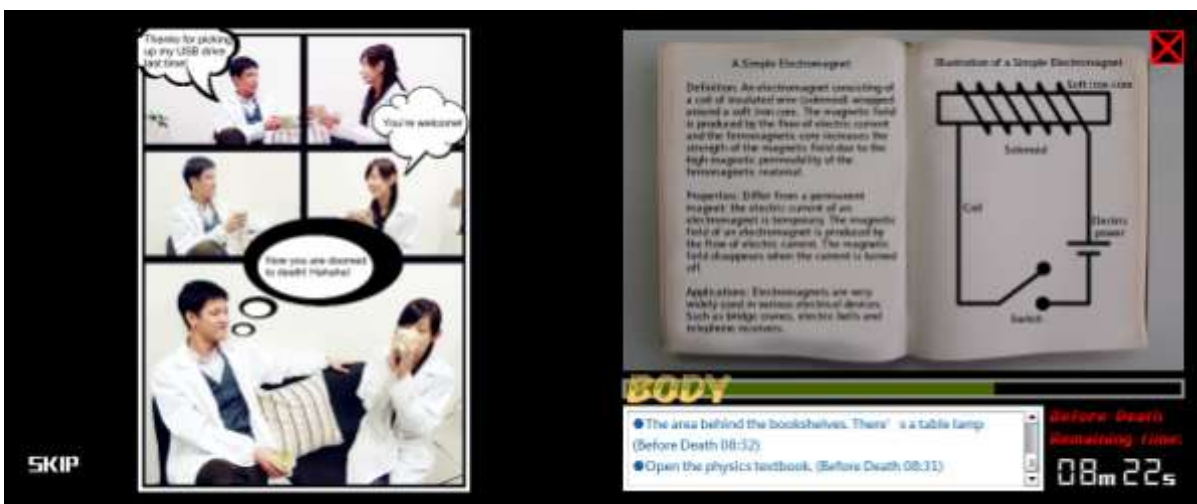 Thanks for picking
up my USB drive
last time!
You're welcome!
Now you are doomed
to death! Hahaha!
SKIP
A Simple Electromagnet
Definition: An electromagnet consisting of
a coil of insulated wire (solenoid) wrapped
around a soft iron core. The magnetic field
is produced by the flow of electric current
and the ferromagnetic core increases the
strength of the magnetic field due to the
high magnetic permeability of the
ferromagnetic material.
Properties: Differ from a permanent
magnet: the electric current of an
electromagnet is temporary. The magnetic
field of an electromagnet is produced by
the flow of electric current. The magnetic
field disappears when the current is turned
off.
Applications: Electromagnets are very
widely used in various electrical devices.
Such as bridge cranes, electric bells and
telephone receivers.
Illustration of a Simple Electromagnet
Soft iron core
Solenoid
Coil
Electric
power
Switch
BODY
●The area behind the bookshelves. There' s a table lamp
(Before Death 08:32)
●Open the physics textbook. (Before Death 08:31)
Before Death
Remaining time:
08m 22s